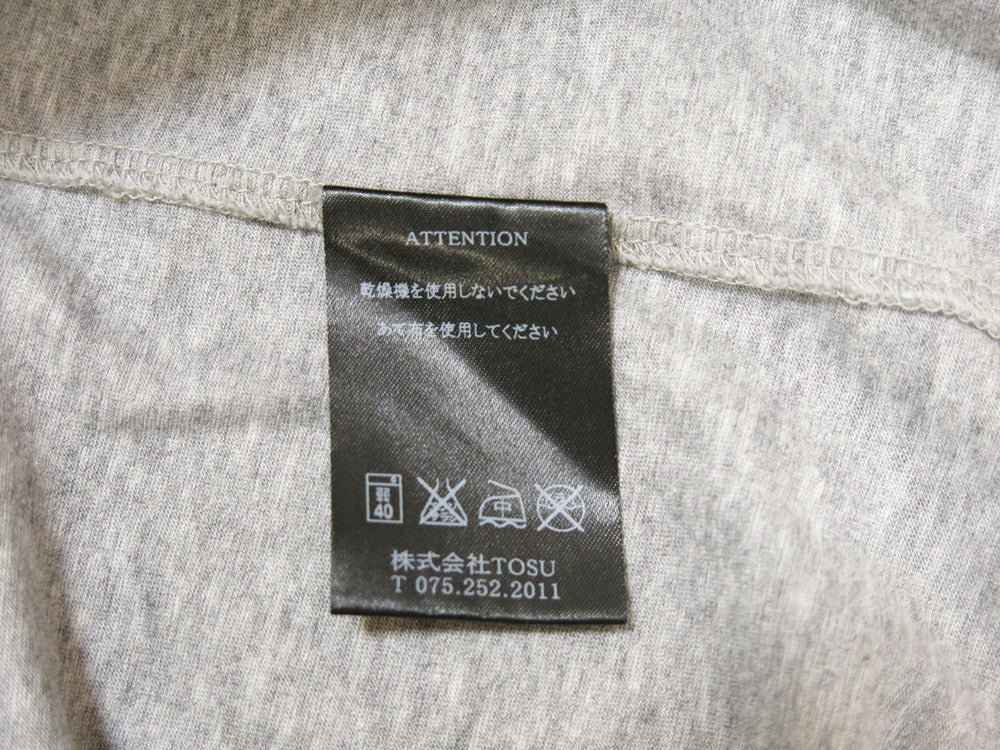 ATTENTION
乾燥機を使用しないでください
あて布を使用してください
弱
40
中
株式会社TOSU
T 075.252.2011